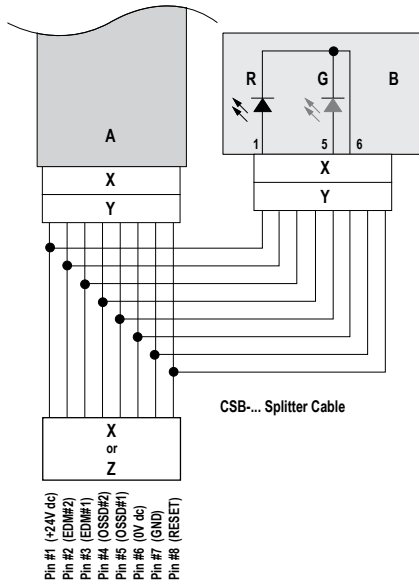 R G B
1 5 6
A
X
Y
X
Y
CSB-... Splitter Cable
X
or
Z
Pin #1 (+24V dc)
Pin #2 (EDM#2)
Pin #3 (EDM#1)
Pin #4 (OSSD#2)
Pin #5 (OSSD#1)
Pin #6 (0V dc)
Pin #7 (GND)
Pin #8 (RESET)